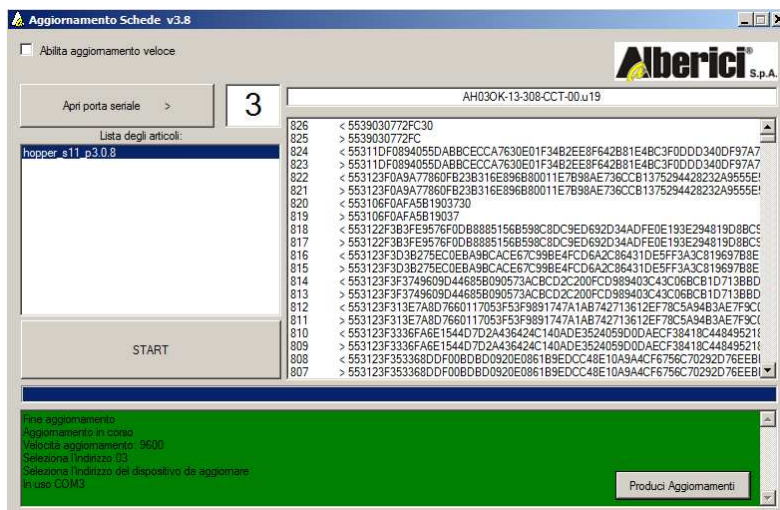 Aggiornamento Schede v3.8
Abilita aggiornamento veloce
Alberici® S.p.A.
Apri porta seriale >
3
AH03OK-13-308-CCT-00.u19
Lista degli articoli:
hopper_s11_p3.0.8
826 < 5539030772FC30
825 > 5539030772FC
824 < 55311DF0894055DABBCECCA7630E01F34B2EE8F642B81E4BC3F0DDD340DF97A7
823 > 55311DF0894055DABBCECCA7630E01F34B2EE8F642B81E4BC3F0DDD340DF97A7
822 < 553123F0A9A77860FB23B316E896B80011E7B98AE736CCB1375294428232A9555E
821 > 553123F0A9A77860FB23B316E896B80011E7B98AE736CCB1375294428232A9555E
820 < 553106F0AFA5B1903730
819 > 553106F0AFA5B19037
818 < 553122F3B3FE9576F0DB8885156B598C8DC9ED692D34ADFE0E193E294819D8BC
817 > 553122F3B3FE9576F0DB8885156B598C8DC9ED692D34ADFE0E193E294819D8BC
816 < 553123F3D3B275EC0EBA9BCACE67C99BE4FCD6A2C86431DE5FF3A3C819697B8E
815 > 553123F3D3B275EC0EBA9BCACE67C99BE4FCD6A2C86431DE5FF3A3C819697B8E
814 < 553123F3F3749609D44685B090573ACBCD2C200FCD989403C43C06BCB1D713BBD
813 > 553123F3F3749609D44685B090573ACBCD2C200FCD989403C43C06BCB1D713BBD
812 < 553123F313E7A8D7660117053F53F9891747A1AB742713612EF78C5A94B3AE7F9C
811 > 553123F313E7A8D7660117053F53F9891747A1AB742713612EF78C5A94B3AE7F9C
810 < 553123F3336FA6E1544D7D2A436424C140ADE3524059D0DAECF38418C448495218
809 > 553123F3336FA6E1544D7D2A436424C140ADE3524059D0DAECF38418C448495218
808 < 553123F353368DDF00BDBD0920E0861B9EDCC48E10A9A4CF6756C70292D76EEB
807 > 553123F353368DDF00BDBD0920E0861B9EDCC48E10A9A4CF6756C70292D76EEB
START
Fine aggiornamento
Aggiornamento in corso
Velocità aggiornamento: 9600
Seleziona l'indirizzo 03
Seleziona l'indirizzo del dispositivo da aggiornare
In uso COM3
Produci Aggiornamenti